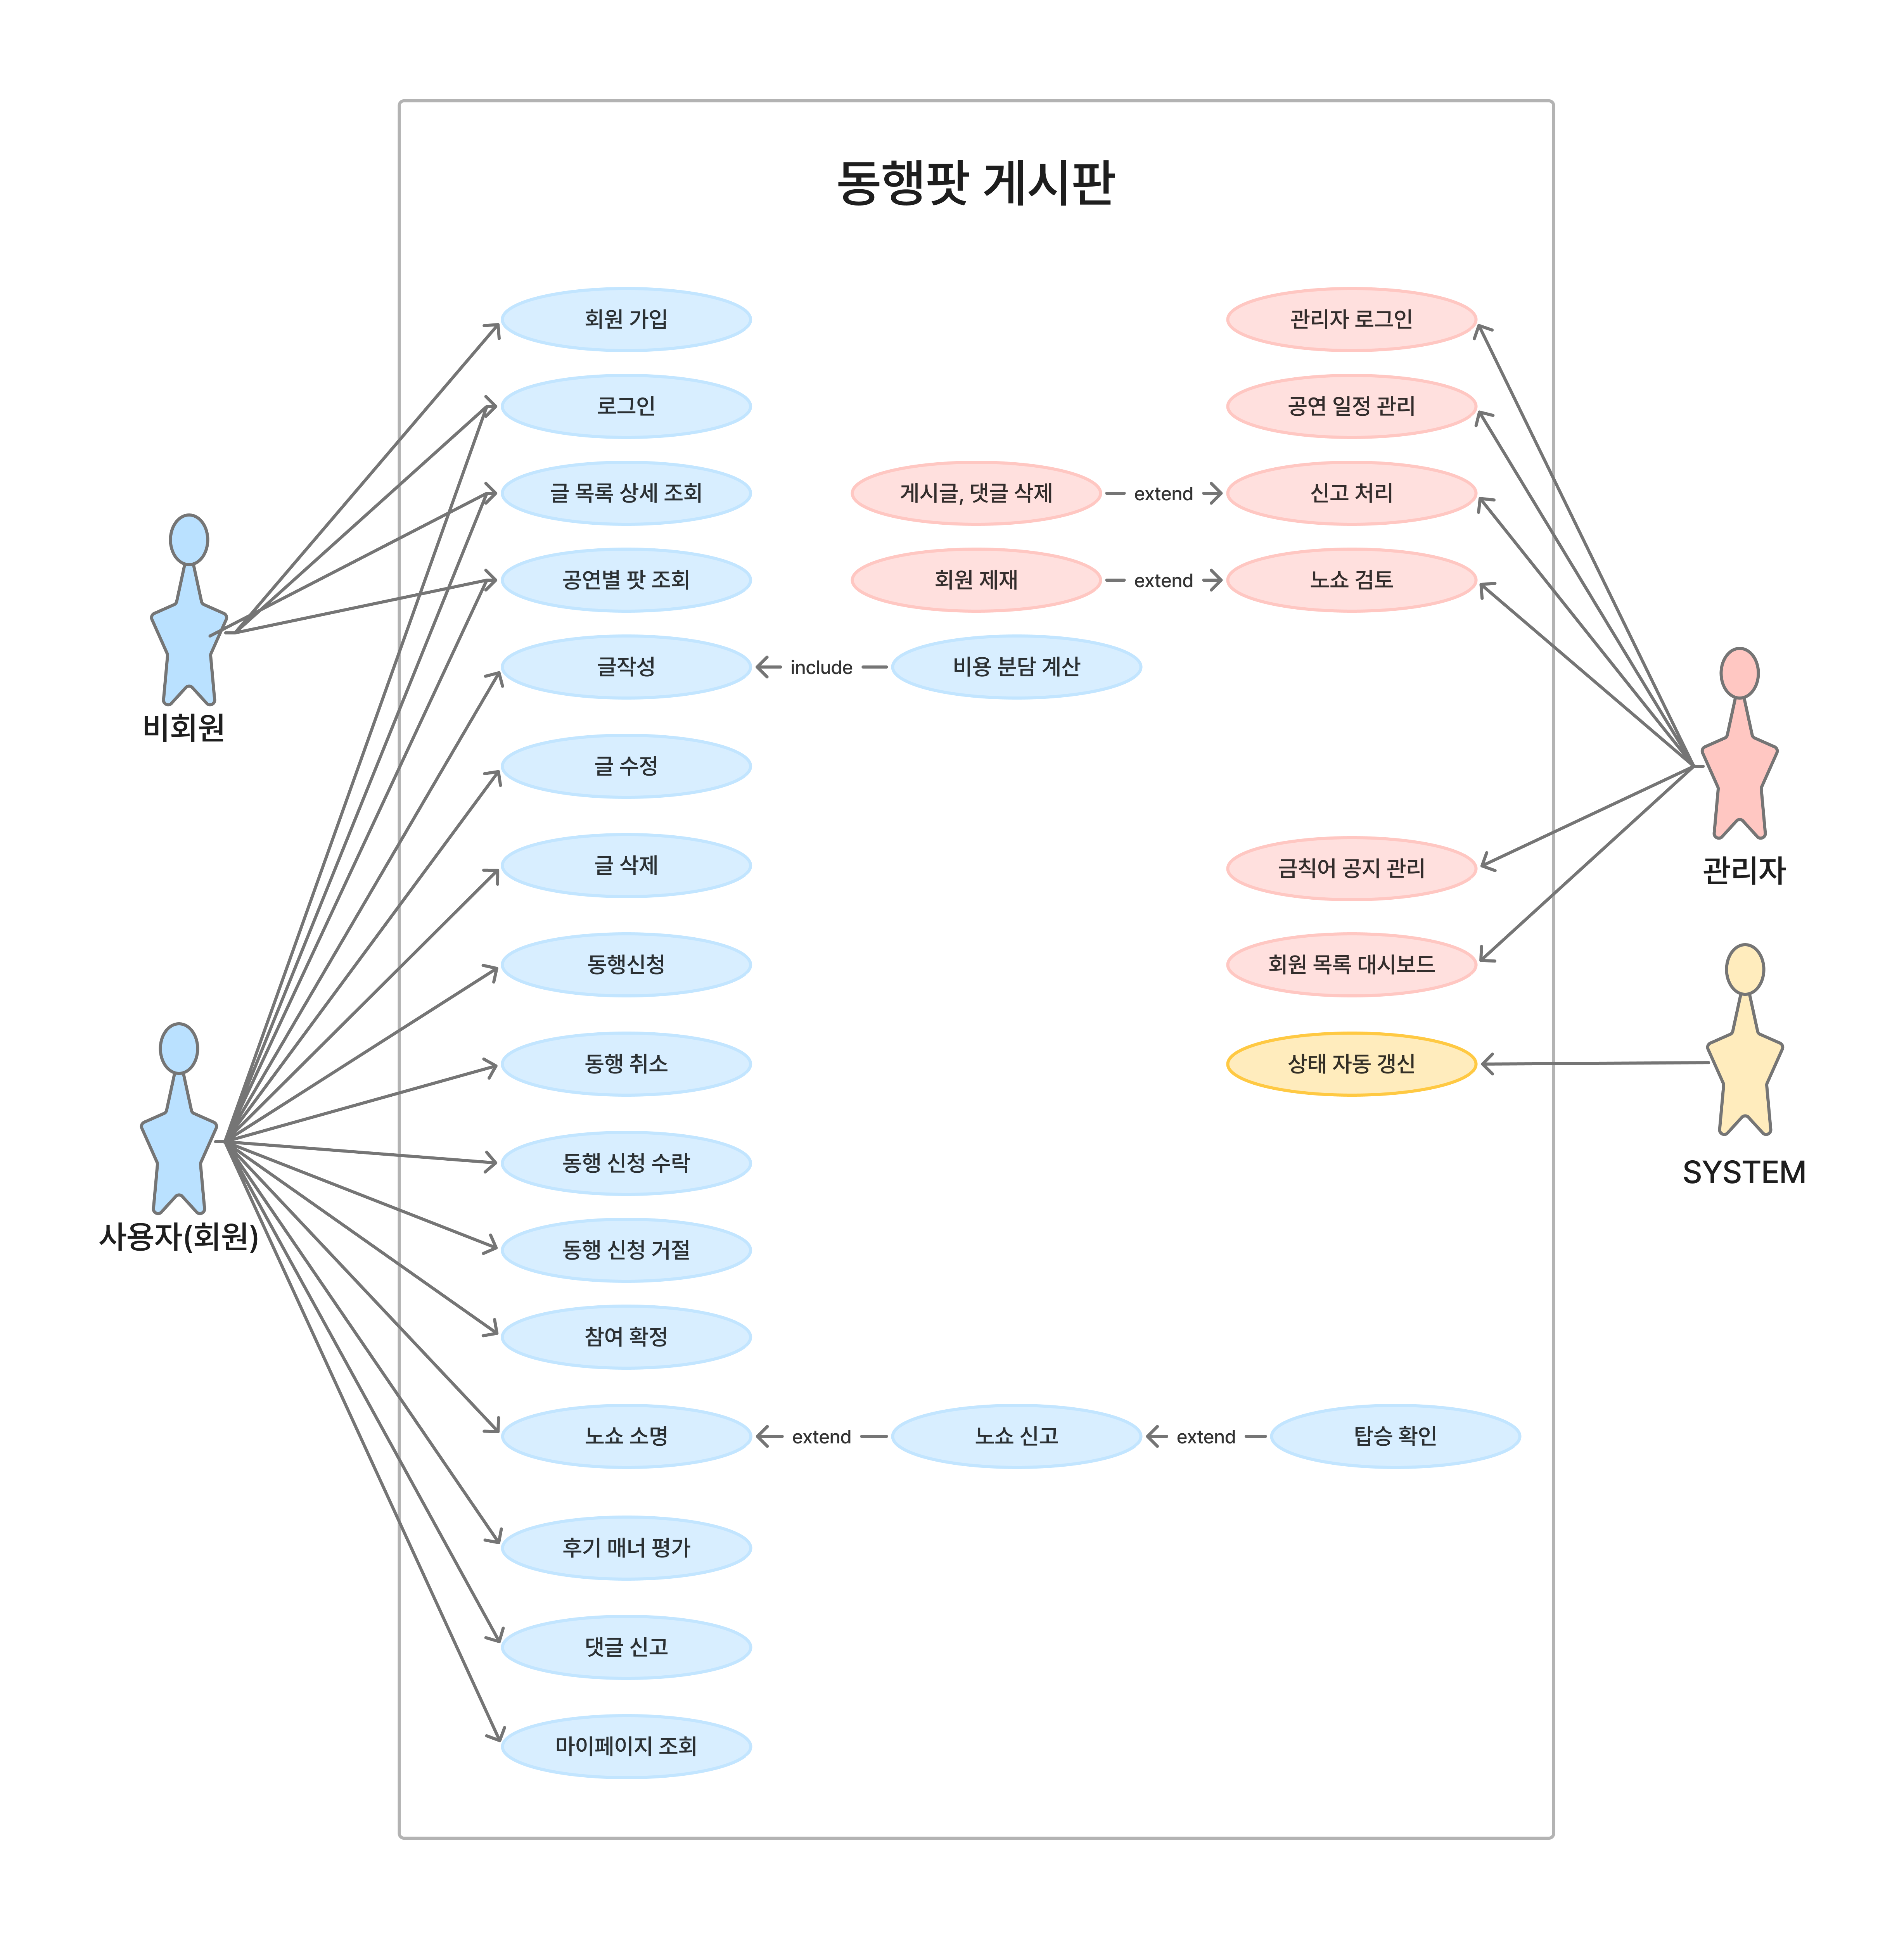 동행팟 게시판
회원 가입
관리자 로그인
로그인
공연 일정 관리
글 목록 상세 조회
게시글, 댓글 삭제
extend
신고 처리
공연별 팟 조회
회원 제재
extend
노쇼 검토
글작성
include
비용 분담 계산
비회원
글 수정
글 삭제
금칙어 공지 관리
관리자
동행신청
회원 목록 대시보드
동행 취소
상태 자동 갱신
동행 신청 수락
SYSTEM
사용자(회원)
동행 신청 거절
참여 확정
노쇼 소명
extend
노쇼 신고
extend
탑승 확인
후기 매너 평가
댓글 신고
마이페이지 조회